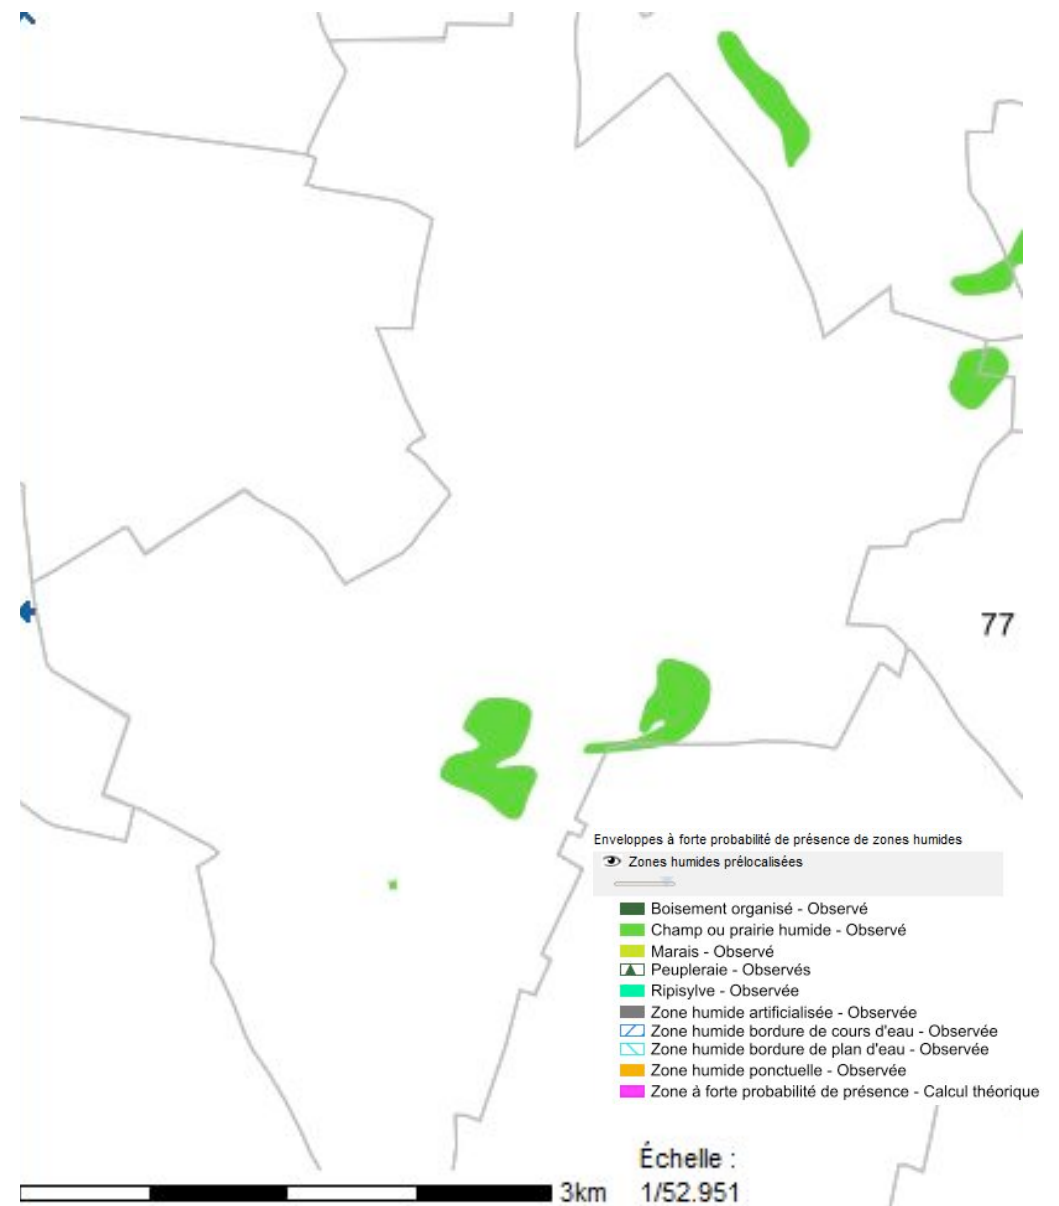 77
Enveloppes à forte probabilité de présence de zones humides
Zones humides prélocalisées
Boisement organisé - Observé
Champ ou prairie humide - Observé
Marais - Observé
Peupleraie - Observés
Ripisylve - Observée
Zone humide artificialisée - Observée
Zone humide bordure de cours d'eau - Observée
Zone humide bordure de plan d'eau - Observée
Zone humide ponctuelle - Observée
Zone à forte probabilité de présence - Calcul théorique
Échelle :
3km 1/52.951